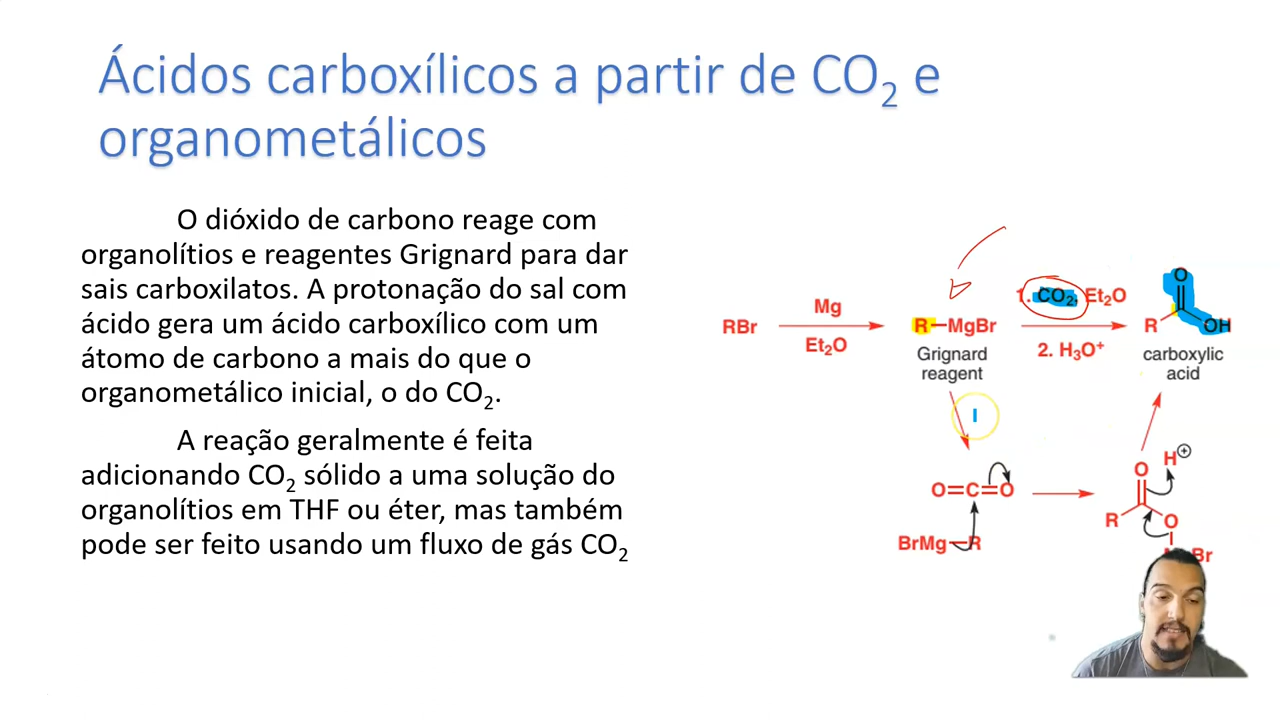 Ácidos carboxílicos a partir de CO₂ e
organometálicos
O dióxido de carbono reage com
organolítios e reagentes Grignard para dar
sais carboxilatos. A protonação do sal com
ácido gera um ácido carboxílico com um
átomo de carbono a mais do que o
organometálico inicial, o do CO₂.
A reação geralmente é feita
adicionando CO₂ sólido a uma solução do
organolítios em THF ou éter, mas também
pode ser feito usando um fluxo de gás CO₂
RBr
Mg
Et₂O
R—MgBr
Grignard
reagent
1. CO₂, Et₂O
2. H₃O⁺
O
R
OH
carboxylic
acid
O=C=O
BrMg—R
O
H⊕
R
O
Br